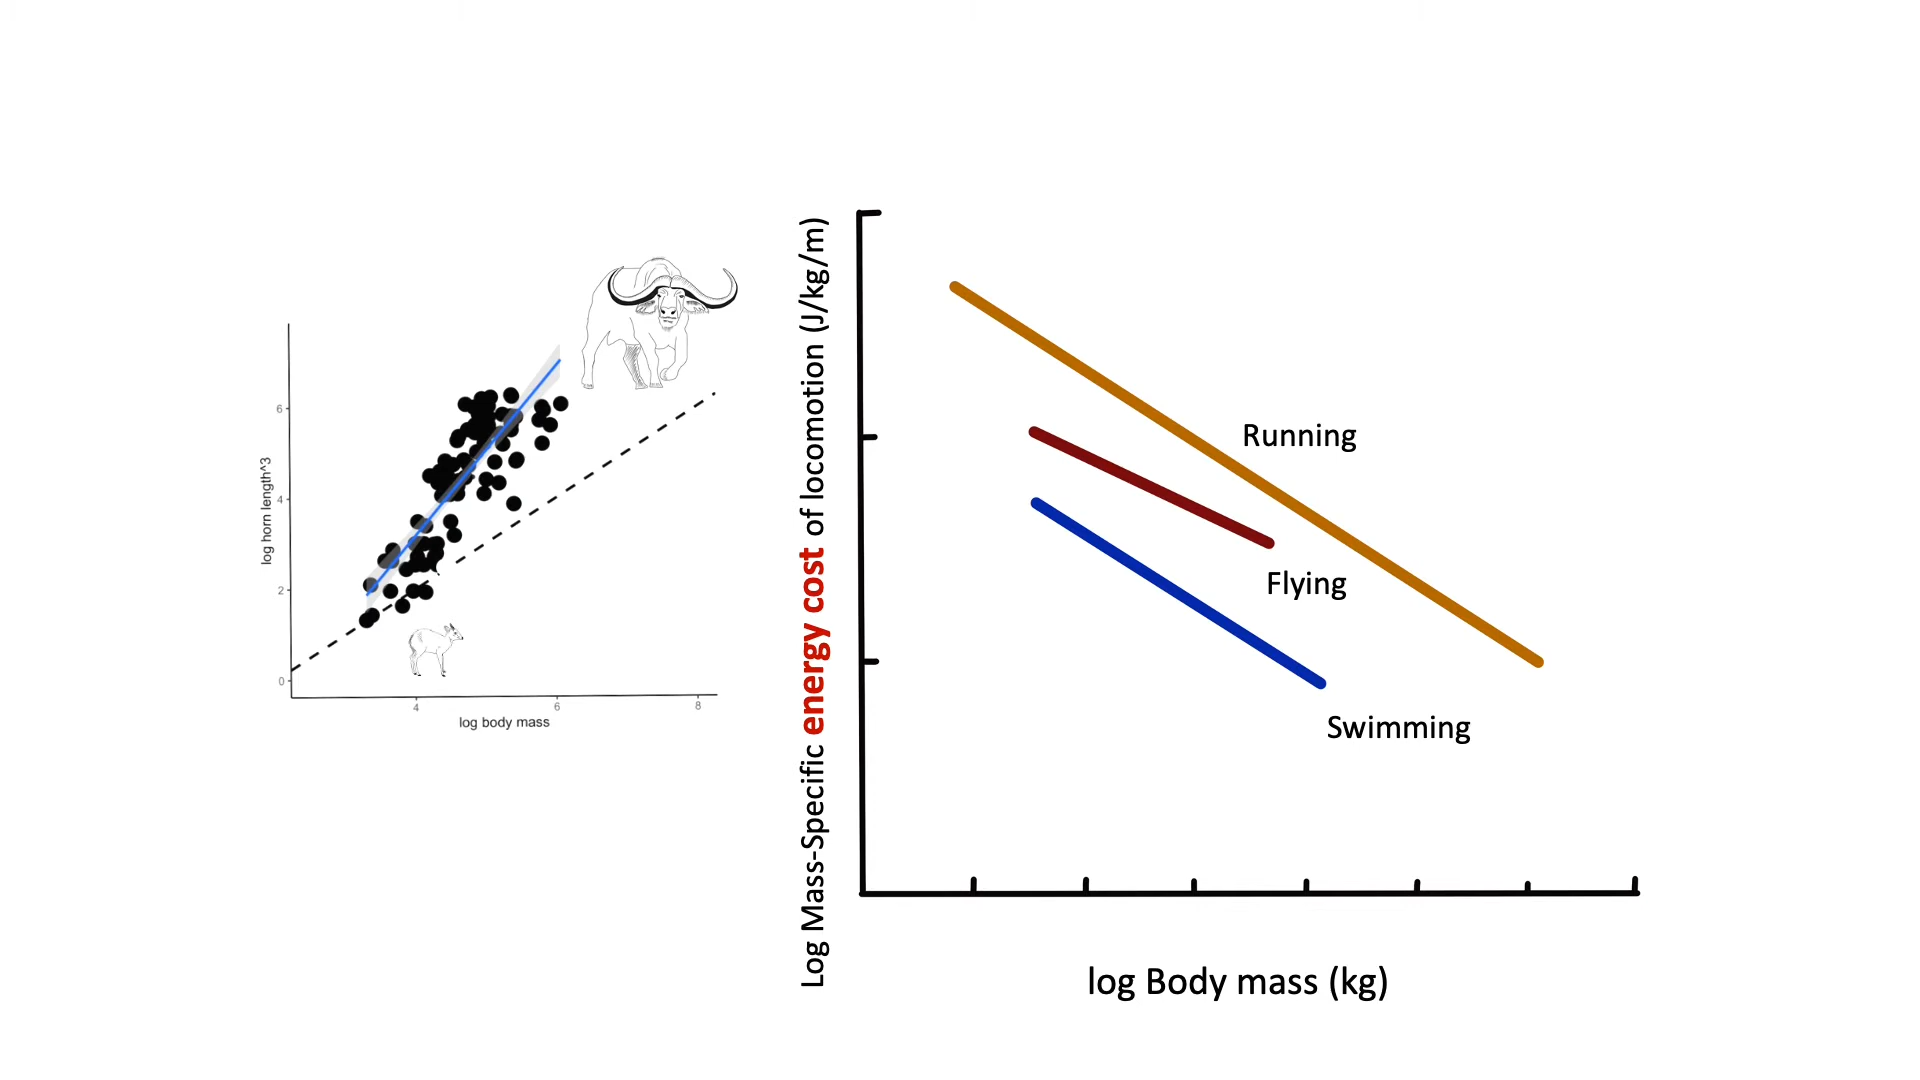 6
4
2
0
log horn length^3
4
6
8
log body mass
Log Mass-Specific energy cost of locomotion (J/kg/m)
Running
Flying
Swimming
log Body mass (kg)